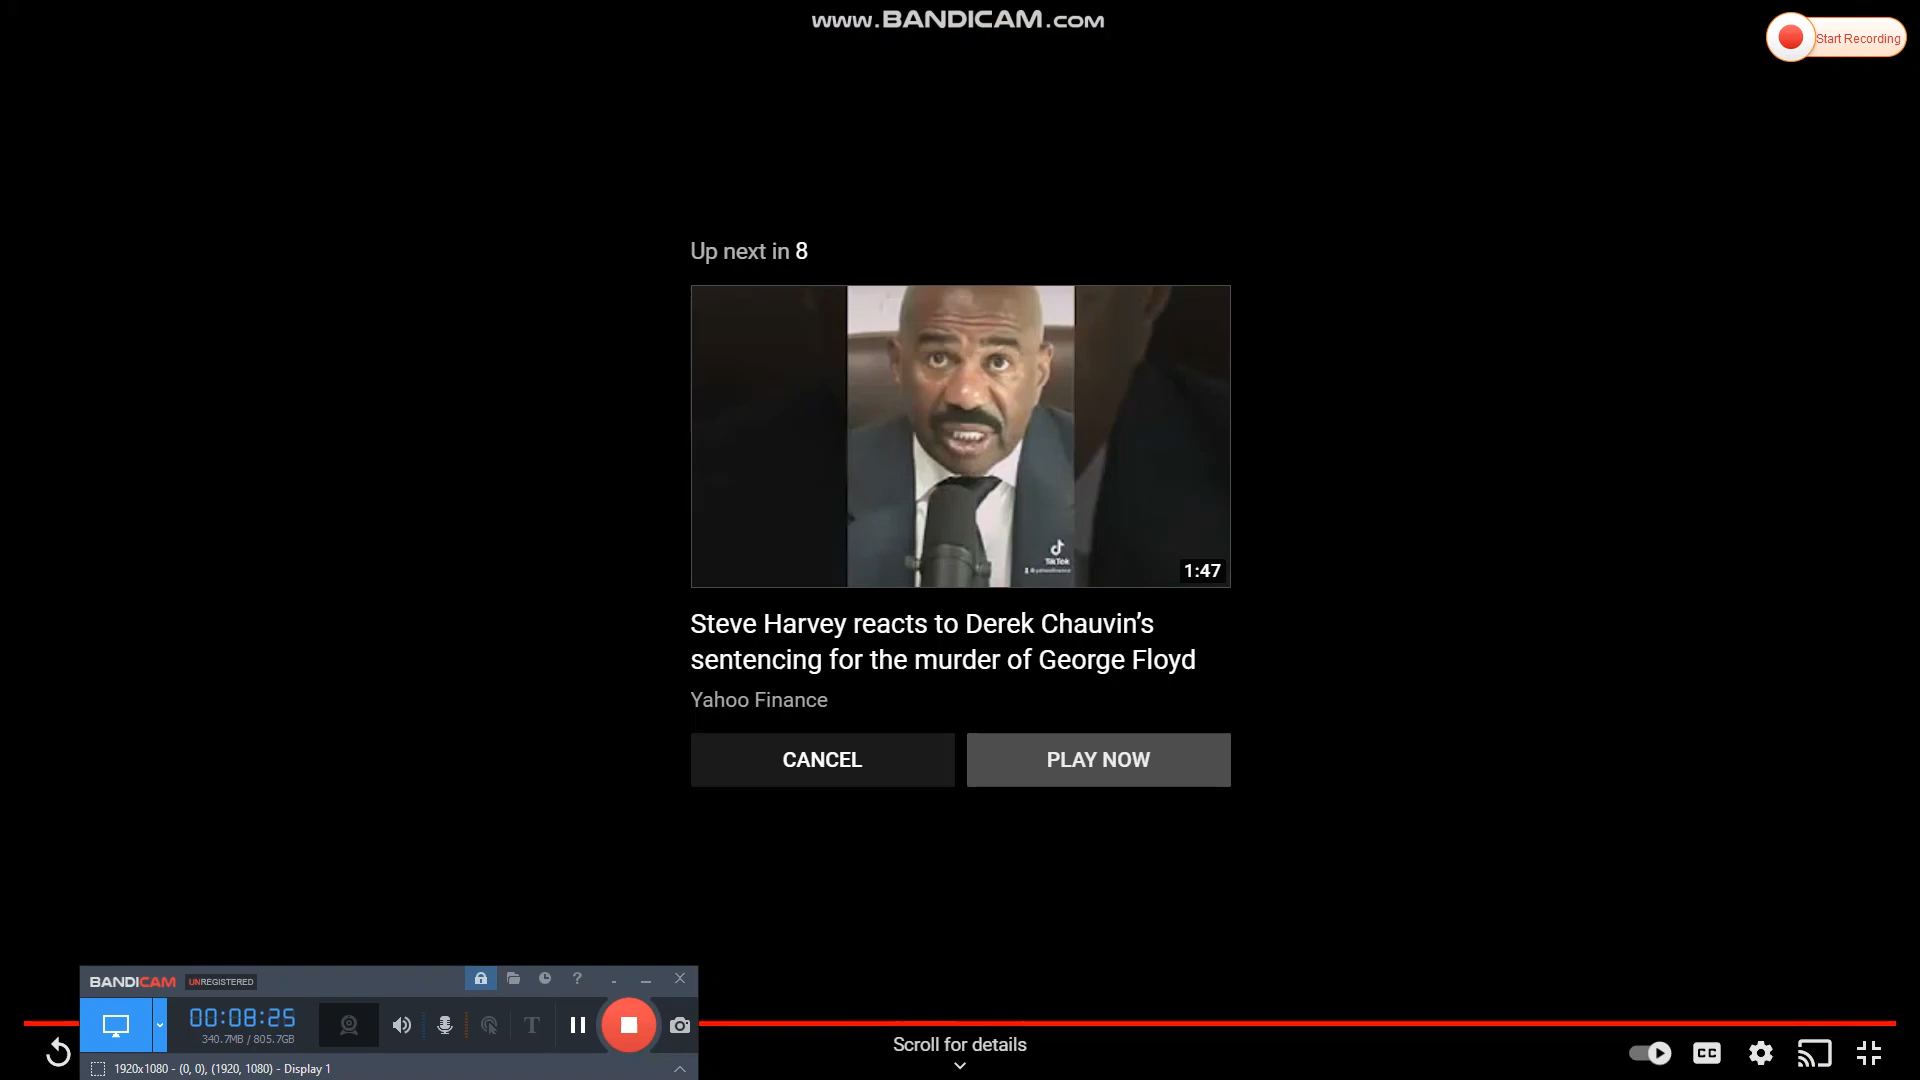 www.BANDICAM.COM
Start Recording
Up next in 8
TikTok
1:47
Steve Harvey reacts to Derek Chauvin’s
sentencing for the murder of George Floyd
Yahoo Finance
CANCEL
PLAY NOW
BANDICAM UNREGISTERED
?
00:08:25
340.7MB / 805.7GB
T
1920x1080 - (0, 0), (1920, 1080) - Display 1
Scroll for details
CC